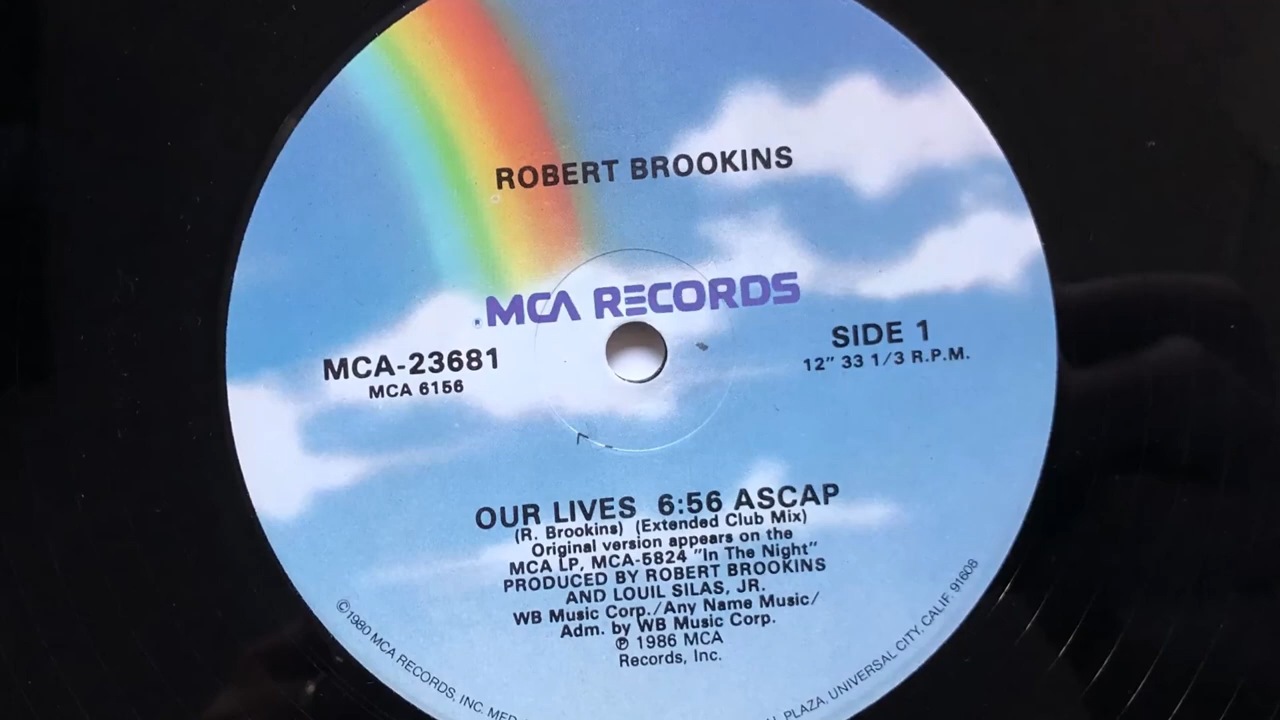 ROBERT BROOKINS
® MCA RECORDS
MCA-23681
MCA 6156
SIDE 1
12" 33 1/3 R.P.M.
OUR LIVES 6:56 ASCAP
(R. Brookins) (Extended Club Mix)
Original version appears on the
MCA LP, MCA-5824 "In The Night"
PRODUCED BY ROBERT BROOKINS
AND LOUIL SILAS, JR.
WB Music Corp./Any Name Music/
Adm. by WB Music Corp.
℗ 1986 MCA
Records, Inc.
©1980 MCA RECORDS, INC.
PLAZA, UNIVERSAL CITY, CALIF. 91608